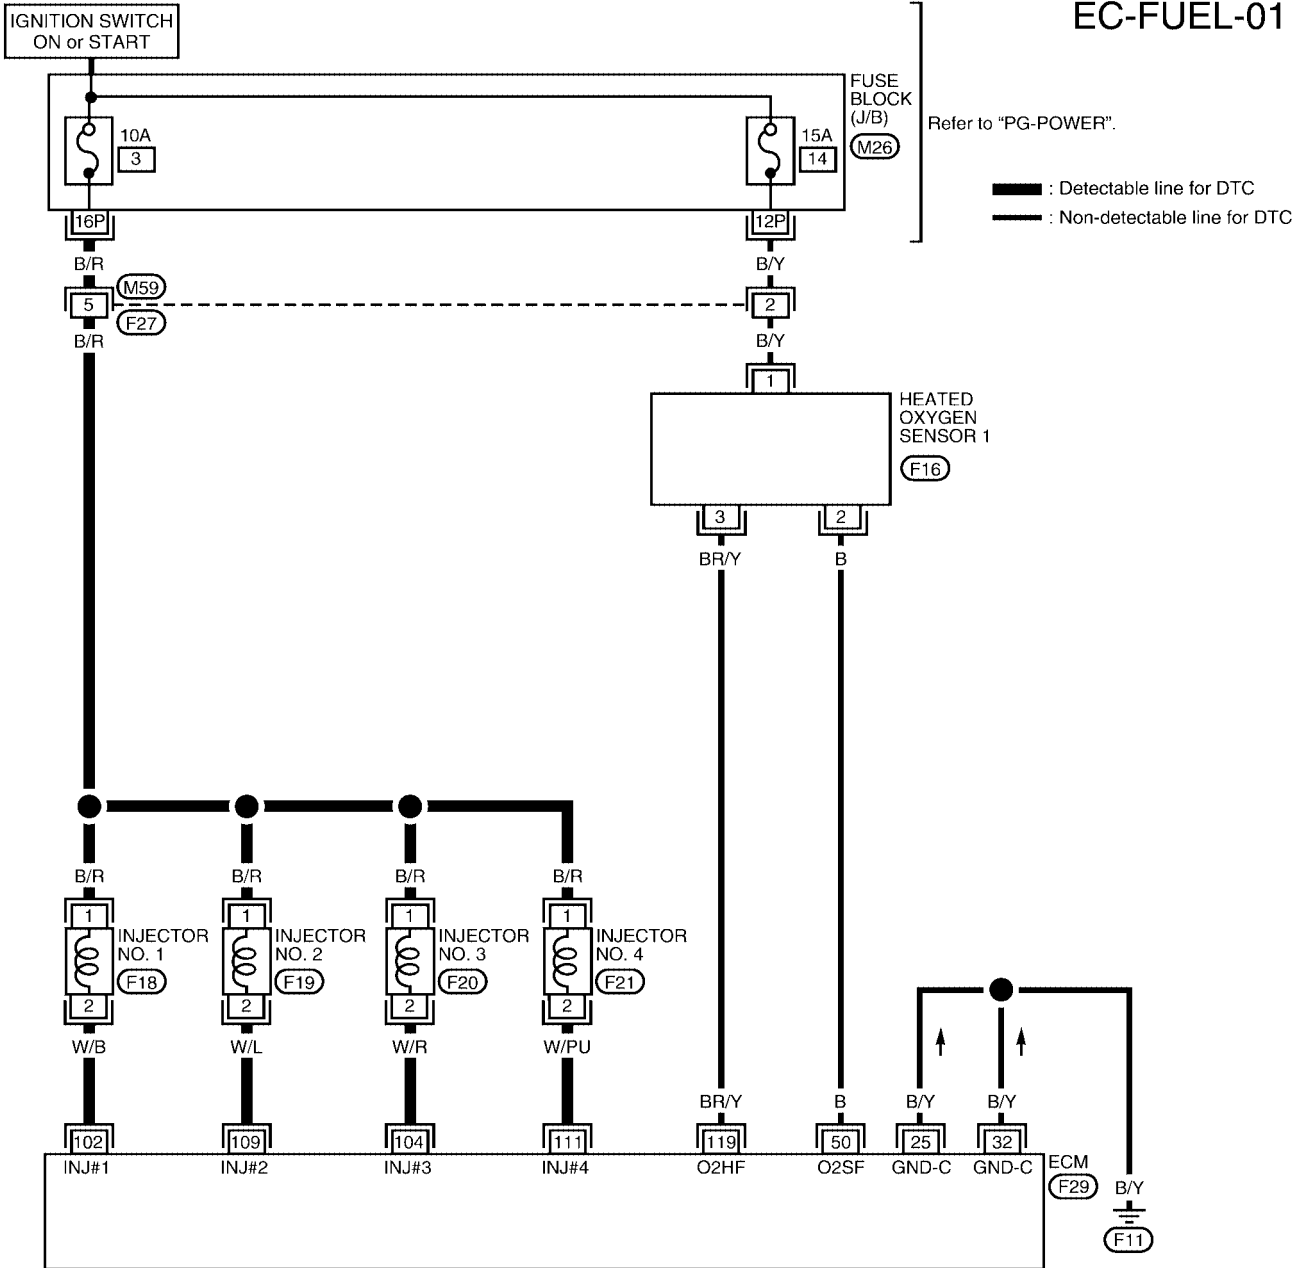 EC-FUEL-01
IGNITION SWITCH
ON or START
FUSE
BLOCK
(J/B)
M26
Refer to “PG-POWER”.
10A
3
15A
14
: Detectable line for DTC
: Non-detectable line for DTC
16P
12P
B/R
B/Y
M59
5
2
F27
B/R
B/Y
1
HEATED
OXYGEN
SENSOR 1
F16
3
2
BR/Y
B
B/R
B/R
B/R
B/R
1
1
1
1
INJECTOR
NO. 1
F18
INJECTOR
NO. 2
F19
INJECTOR
NO. 3
F20
INJECTOR
NO. 4
F21
2
2
2
2
W/B
W/L
W/R
W/PU
BR/Y
B
B/Y
B/Y
102
109
104
111
119
50
25
32
INJ#1
INJ#2
INJ#3
INJ#4
O2HF
O2SF
GND-C
GND-C
ECM
F29
B/Y
F11